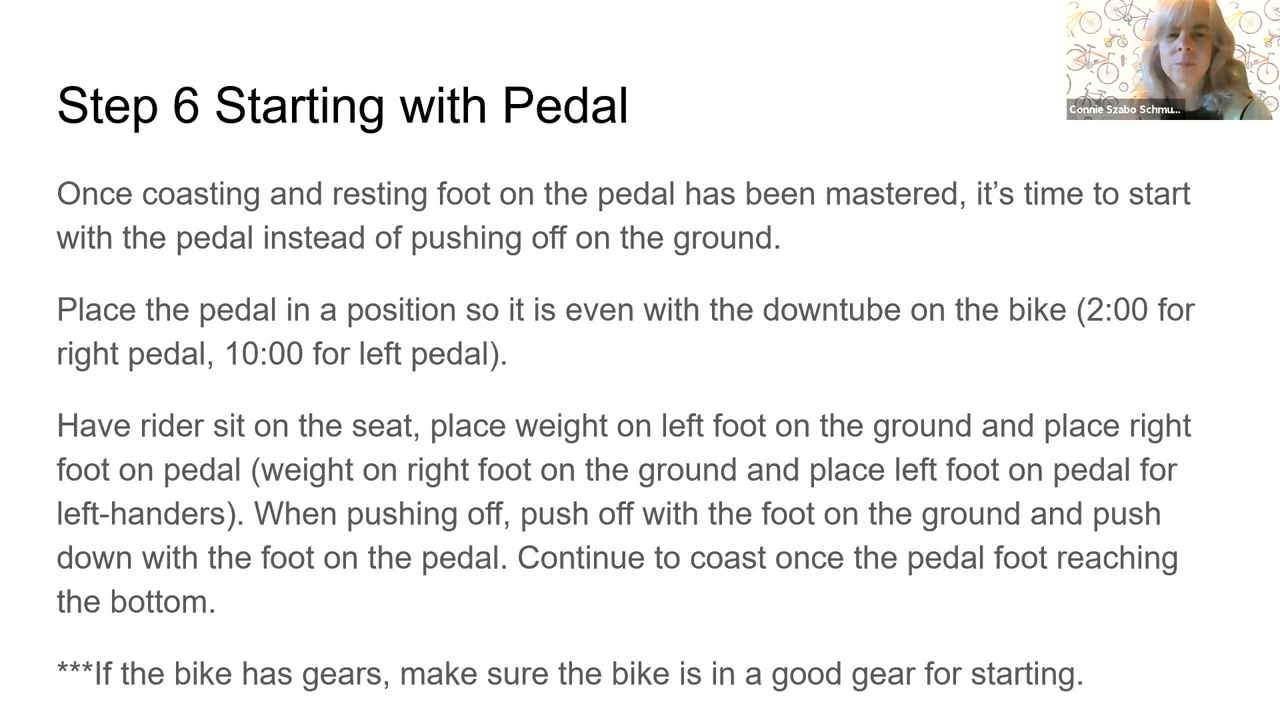 Step 6 Starting with Pedal
Connie Szabo Schmu...
Once coasting and resting foot on the pedal has been mastered, it’s time to start
with the pedal instead of pushing off on the ground.
Place the pedal in a position so it is even with the downtube on the bike (2:00 for
right pedal, 10:00 for left pedal).
Have rider sit on the seat, place weight on left foot on the ground and place right
foot on pedal (weight on right foot on the ground and place left foot on pedal for
left-handers). When pushing off, push off with the foot on the ground and push
down with the foot on the pedal. Continue to coast once the pedal foot reaching
the bottom.
***If the bike has gears, make sure the bike is in a good gear for starting.